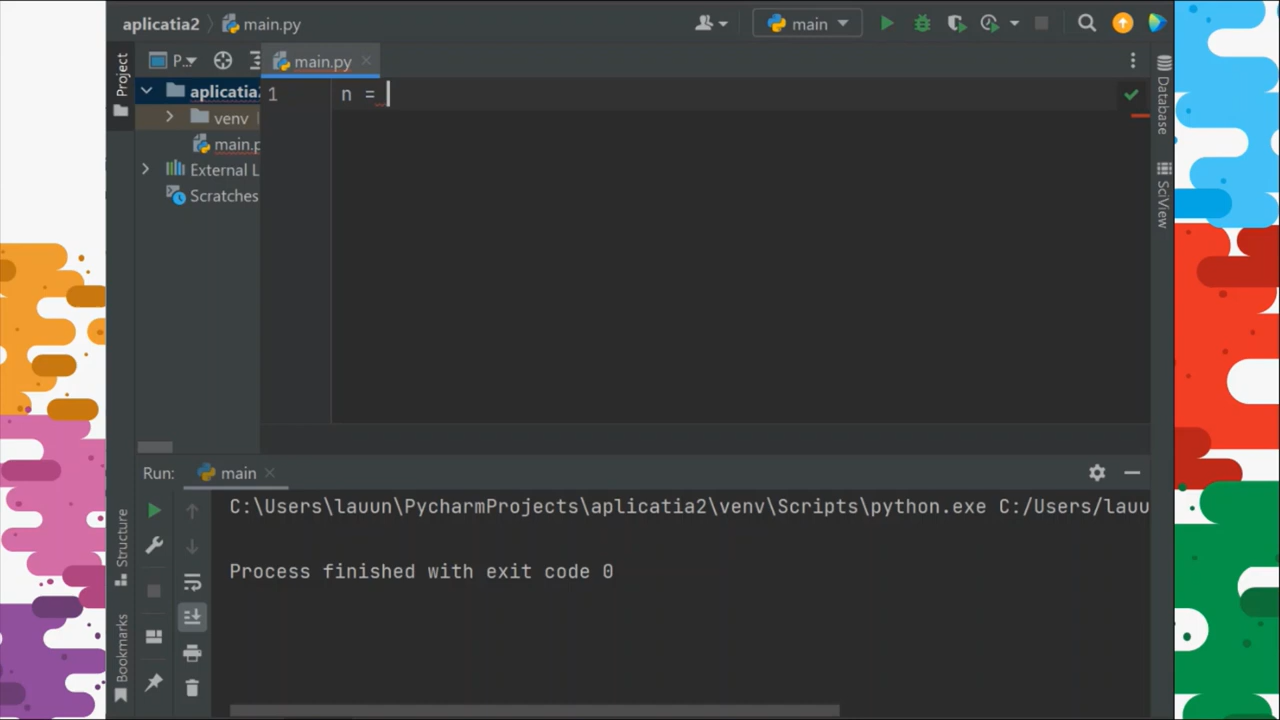 aplicatia2 main.py
main
Project
P...
main.py
aplicatia2
venv
main.p
External L
Scratches
1 n =
Database
SciView
Run: main
C:\Users\lauun\PycharmProjects\aplicatia2\venv\Scripts\python.exe C:/Users/lauu
Process finished with exit code 0
Structure
Bookmarks